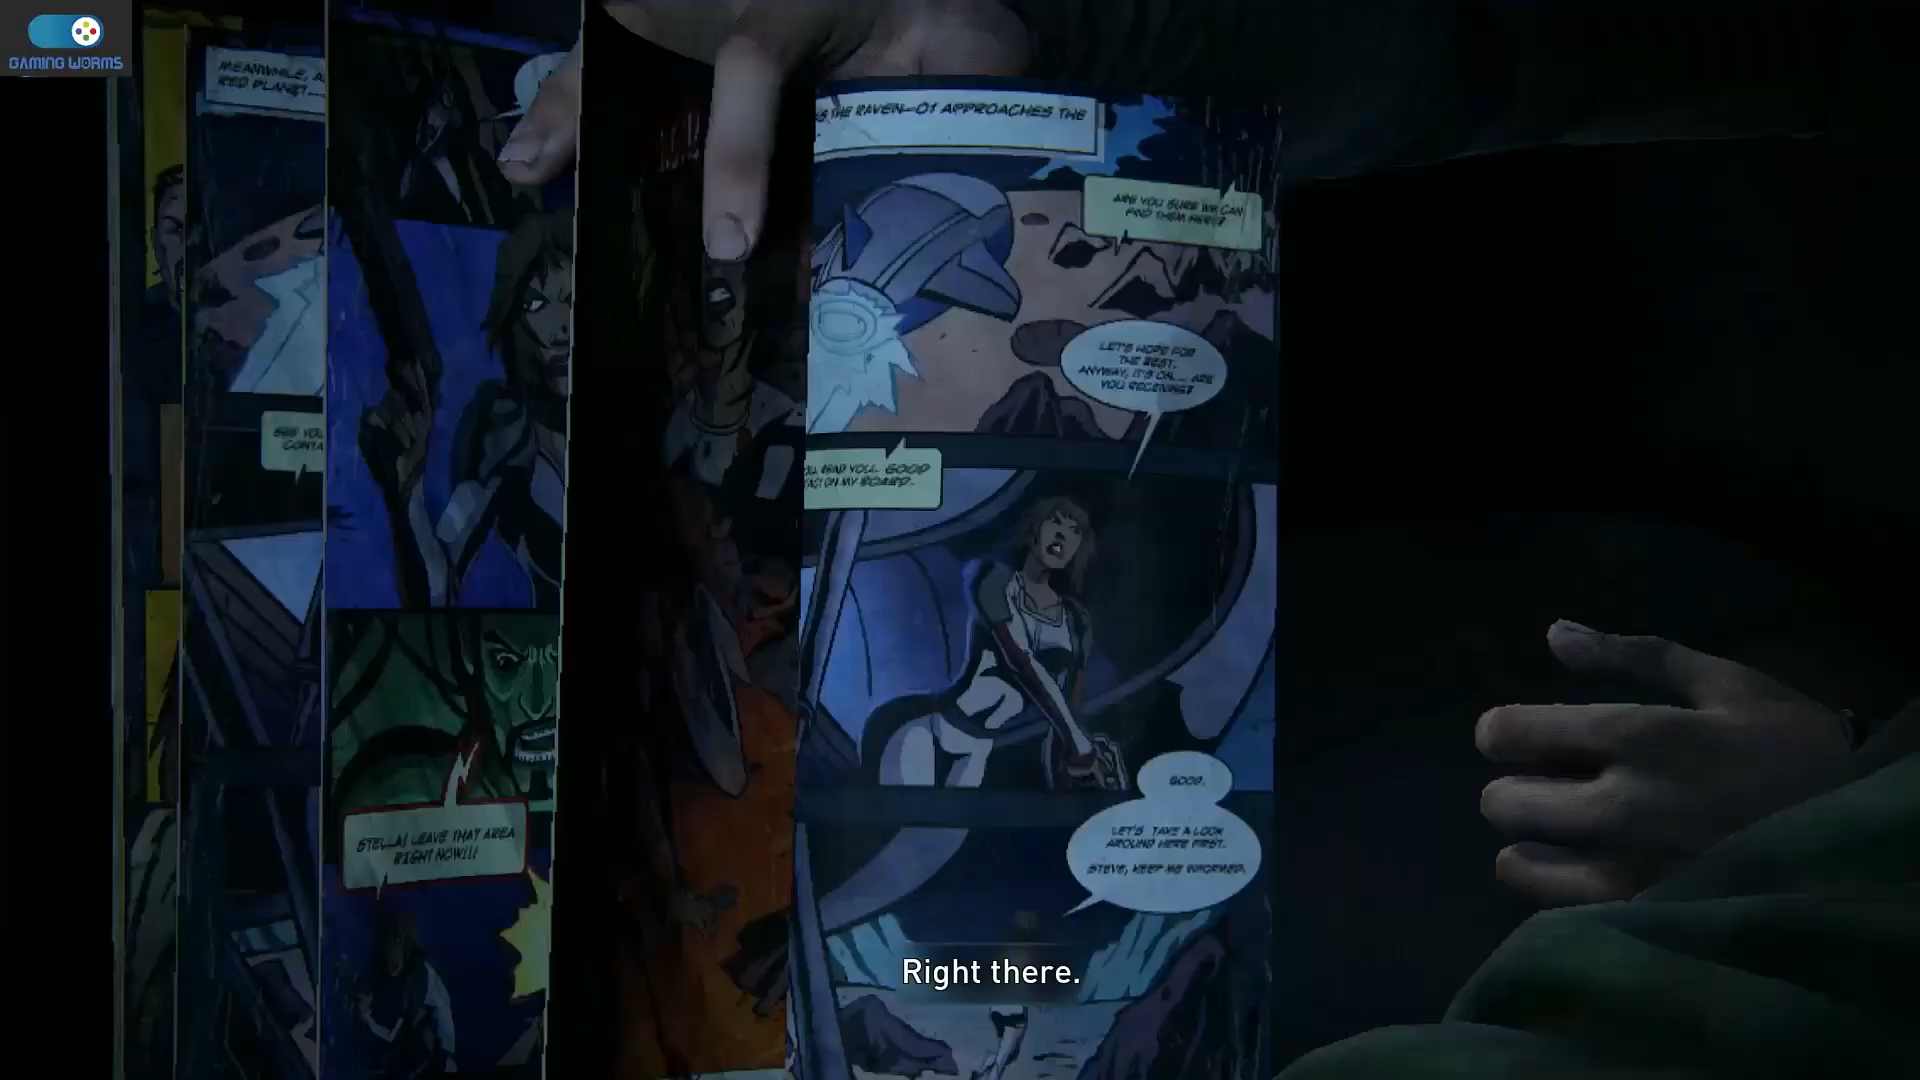 GAMING WORMS
MEANWHILE, A
RED PLANET...
THE RAVEN-01 APPROACHES THE
ARE YOU SURE WE CAN
FIND THEM HERE?
LET'S HOPE FOR
THE BEST.
ANYWAY, IT'S ON... ARE
YOU RECEIVING?
CONTA
READ YOU. GOOD
ON MY BOARD.
GOOD.
LET'S TAKE A LOOK
AROUND HERE FIRST.
STEVE, KEEP ME INFORMED.
STELLA! LEAVE THAT AREA
RIGHT NOW!!!
Right there.